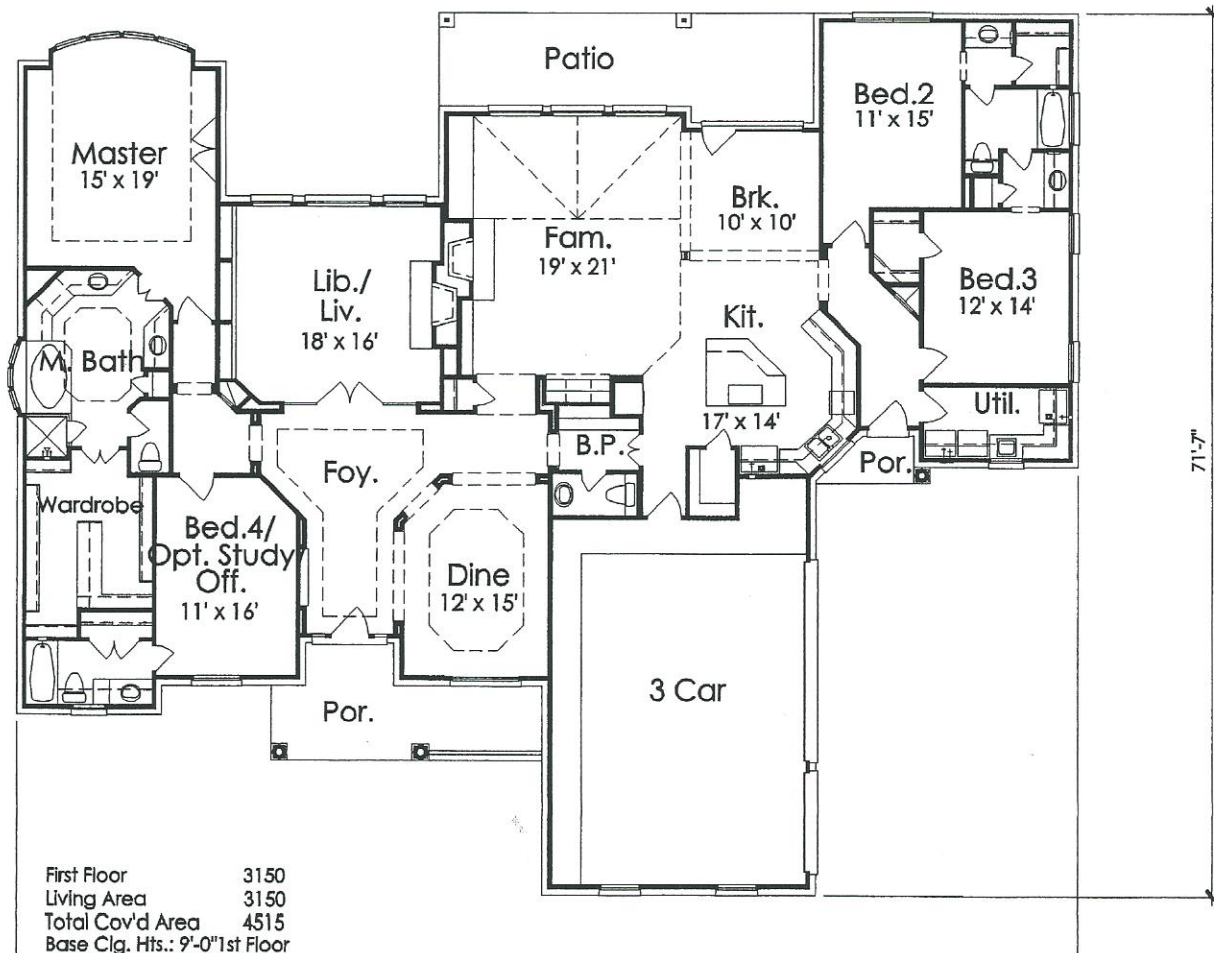 Patio
Bed.2
11' x 15'
Master
15' x 19'
Brk.
10' x 10'
Fam.
19' x 21'
Lib./
Liv.
18' x 16'
Bed.3
12' x 14'
Kit.
17' x 14'
M. Bath
Util.
B.P.
Por.
Foy.
Wardrobe
Bed.4/
Opt. Study/
Off.
11' x 16'
Dine
12' x 15'
3 Car
Por.
71'-7"
First Floor 3150
Living Area 3150
Total Cov'd Area 4515
Base Clg. Hts.: 9'-0"1st Floor